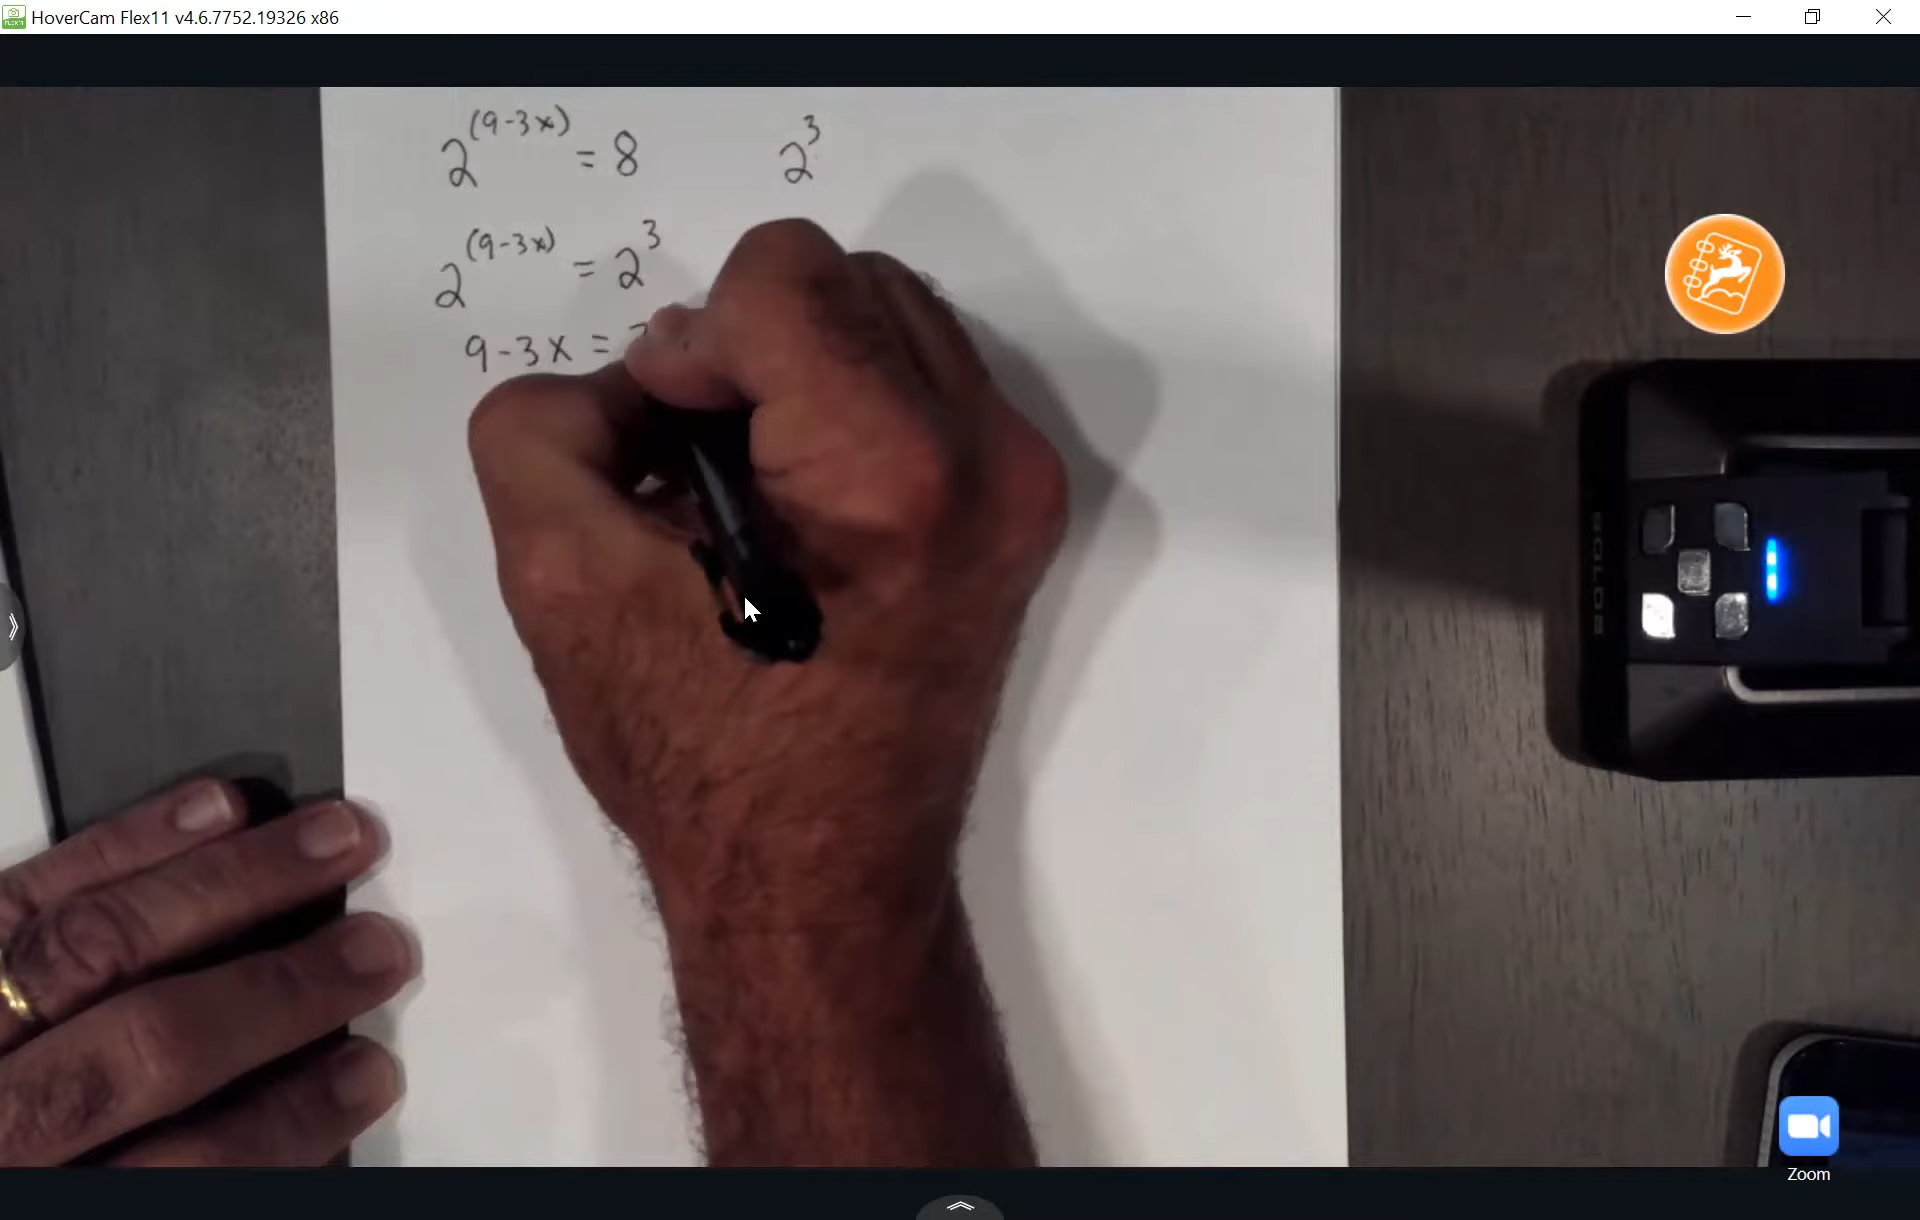 HoverCam Flex11 v4.6.7752.19326 x86
2^(9-3x) = 8 2^3
2^(9-3x) = 2^3
9-3x =
Zoom